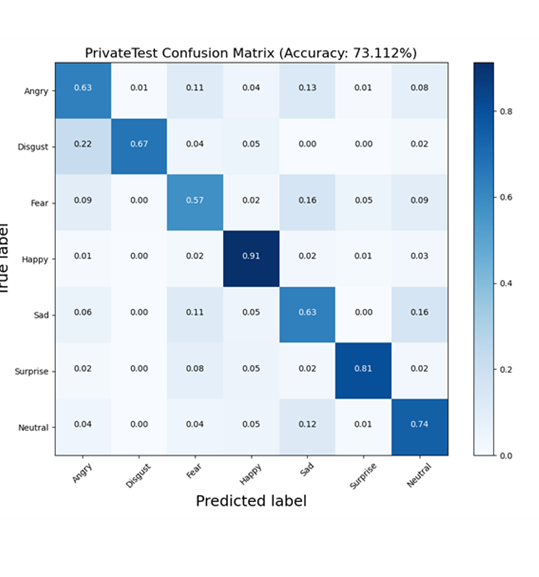 PrivateTest Confusion Matrix (Accuracy: 73.112%)
Angry 0.63 0.01 0.11 0.04 0.13 0.01 0.08
Disgust 0.22 0.67 0.04 0.05 0.00 0.00 0.02
Fear 0.09 0.00 0.57 0.02 0.16 0.05 0.09
Happy 0.01 0.00 0.02 0.91 0.02 0.01 0.03
Sad 0.06 0.00 0.11 0.05 0.63 0.00 0.16
Surprise 0.02 0.00 0.08 0.05 0.02 0.81 0.02
Neutral 0.04 0.00 0.04 0.05 0.12 0.01 0.74
Angry Disgust Fear Happy Sad Surprise Neutral
Predicted label
True label
0.8
0.6
0.4
0.2
0.0